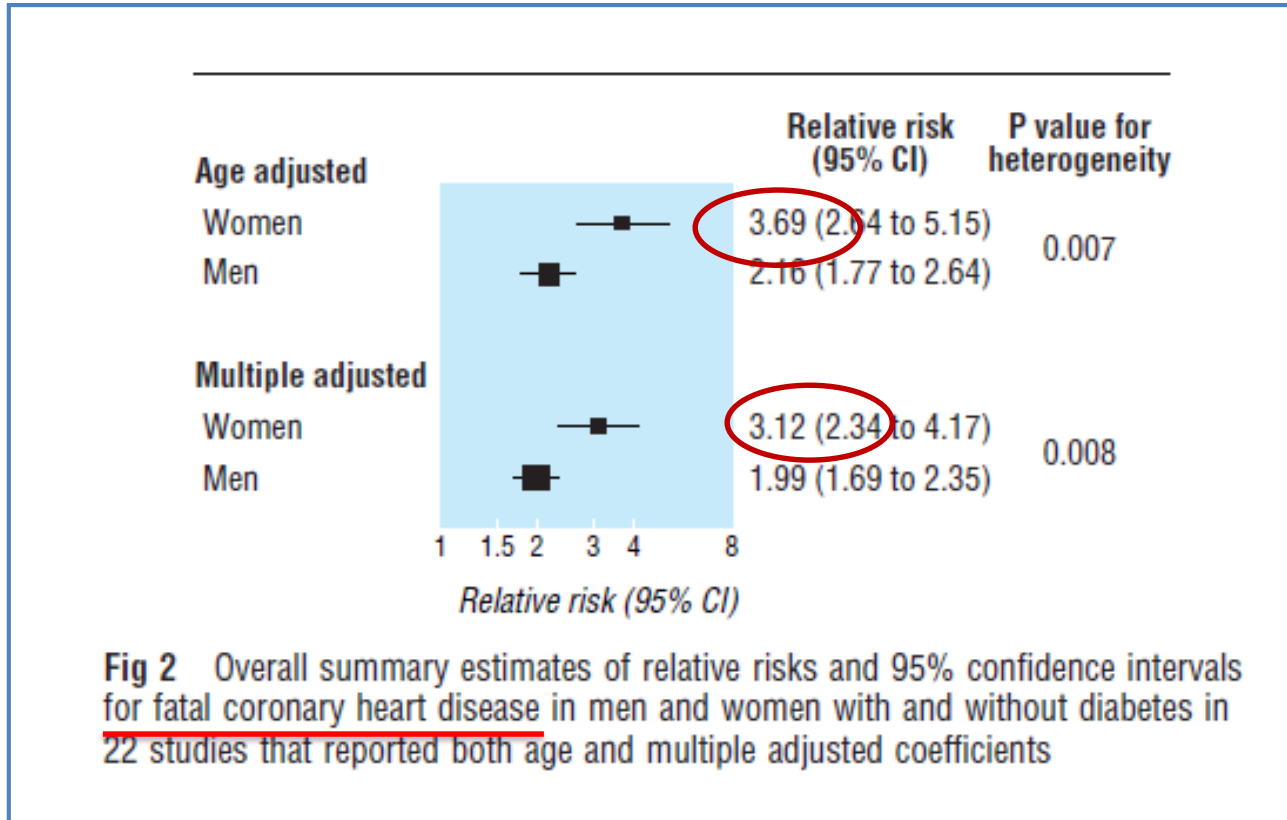 Relative risk (95% CI) P value for heterogeneity
Age adjusted
Women 3.69 (2.64 to 5.15) 0.007
Men 2.16 (1.77 to 2.64)
Multiple adjusted
Women 3.12 (2.34 to 4.17) 0.008
Men 1.99 (1.69 to 2.35)
1 1.5 2 3 4 8
Relative risk (95% CI)
Fig 2 Overall summary estimates of relative risks and 95% confidence intervals
for fatal coronary heart disease in men and women with and without diabetes in
22 studies that reported both age and multiple adjusted coefficients